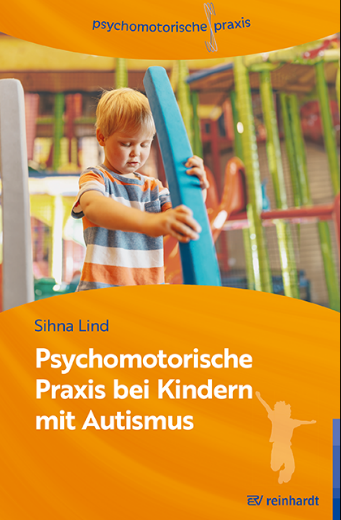 psychomotorische praxis
Sihna Lind
Psychomotorische
Praxis bei Kindern
mit Autismus
reinhardt